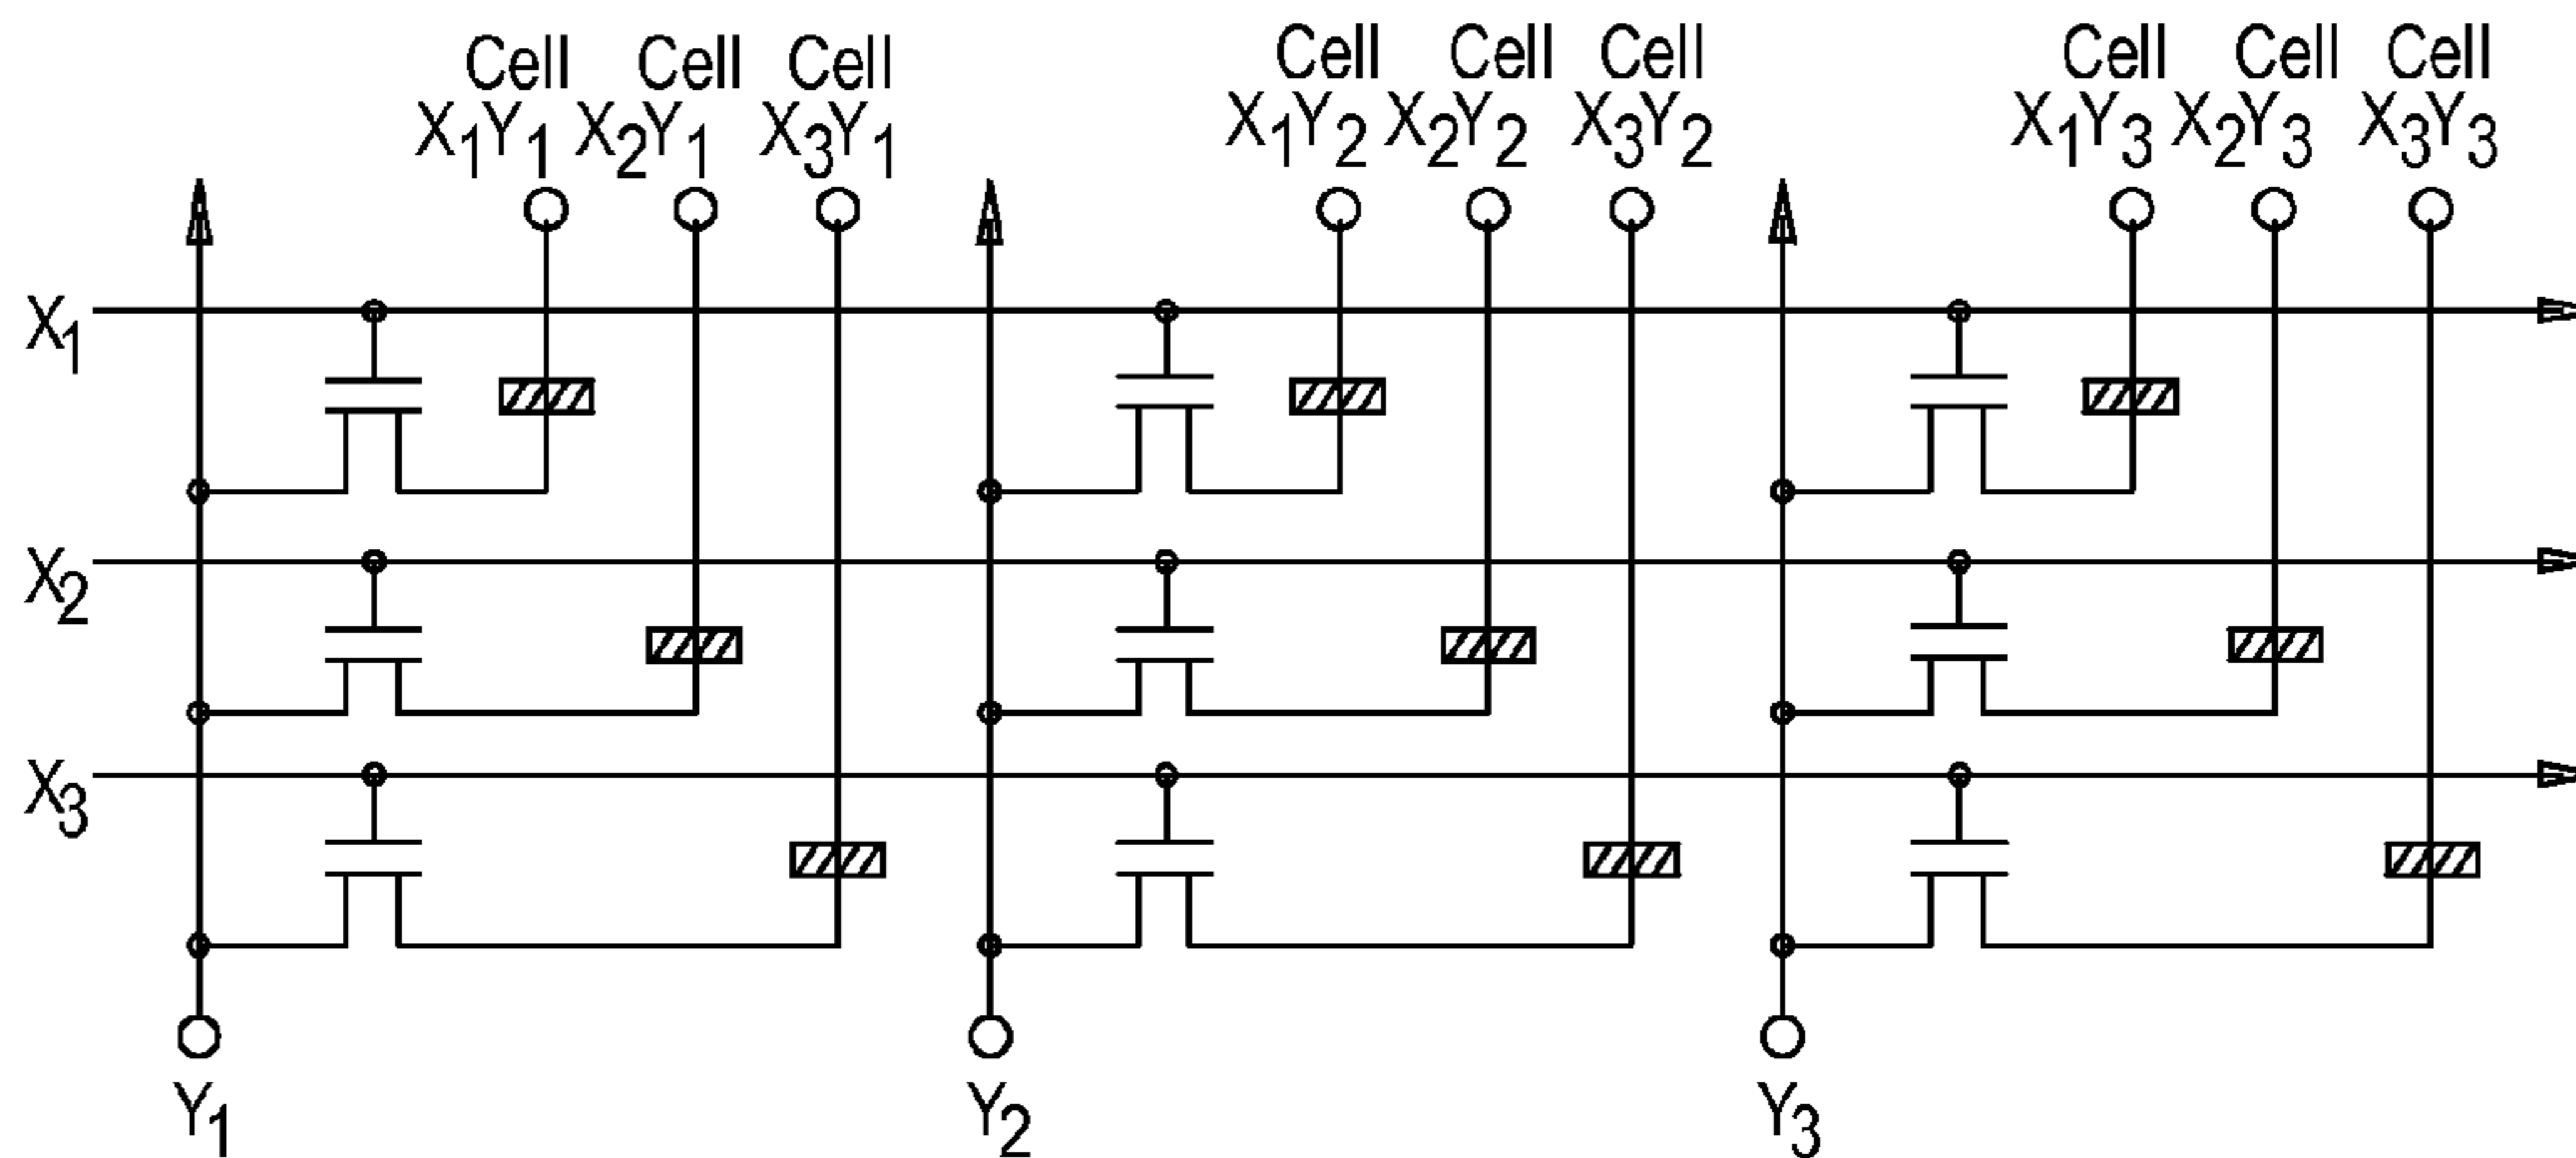 Cell Cell Cell Cell Cell Cell Cell Cell Cell
X₁Y₁ X₂Y₁ X₃Y₁ X₁Y₂ X₂Y₂ X₃Y₂ X₁Y₃ X₂Y₃ X₃Y₃
X₁
X₂
X₃
Y₁ Y₂ Y₃